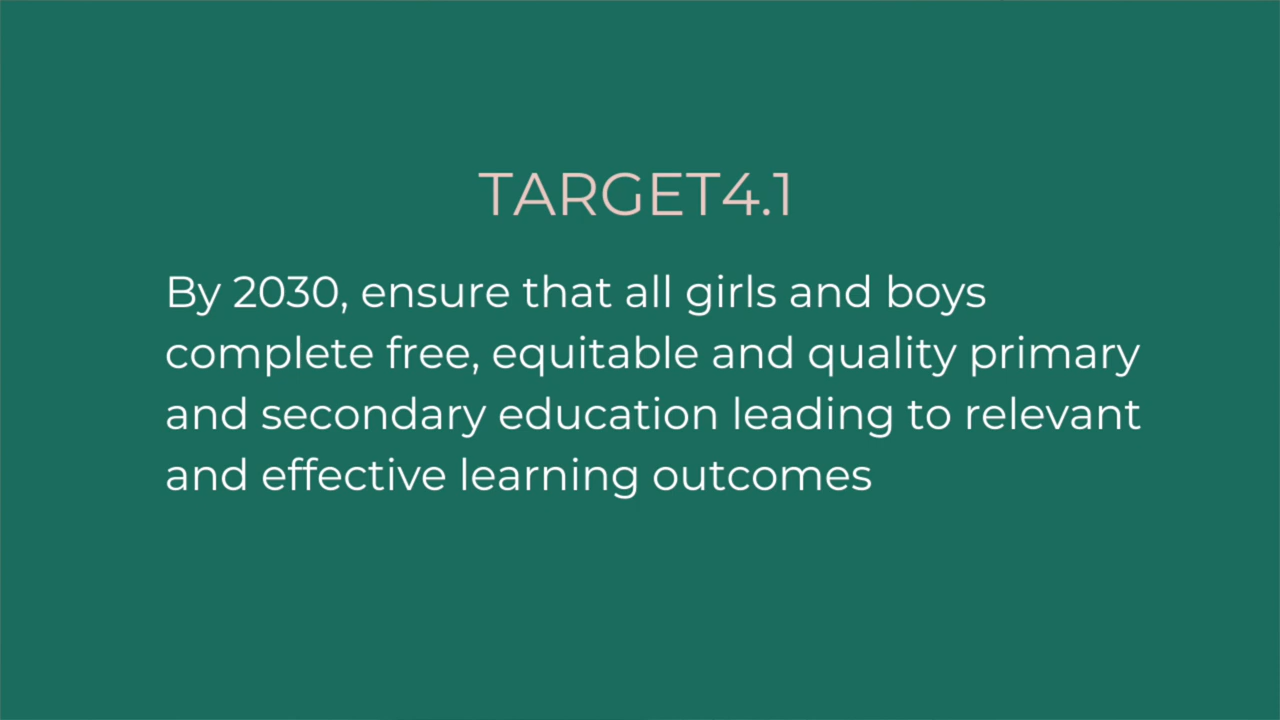 TARGET4.1
By 2030, ensure that all girls and boys
complete free, equitable and quality primary
and secondary education leading to relevant
and effective learning outcomes